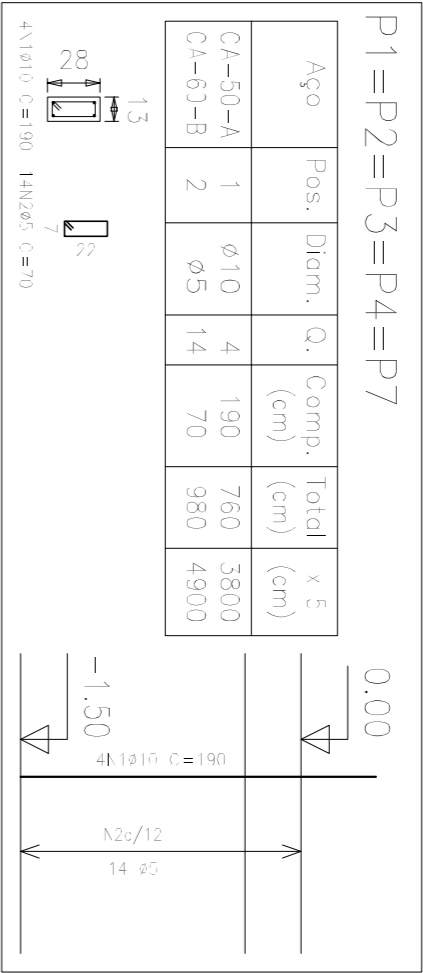 P1=P2=P3=P4=P7
Aço Pos. Diam. Q. Comp. (cm) Total (cm) x 5 (cm)
CA-50-A 1 ø10 4 190 760 3800
CA-60-B 2 ø5 14 70 980 4900
13
28
22
7
4N1ø10 C=190 14N2ø5 C=70
0.00
-1.50
4N1ø10 C=190
N2c/12
14 ø5